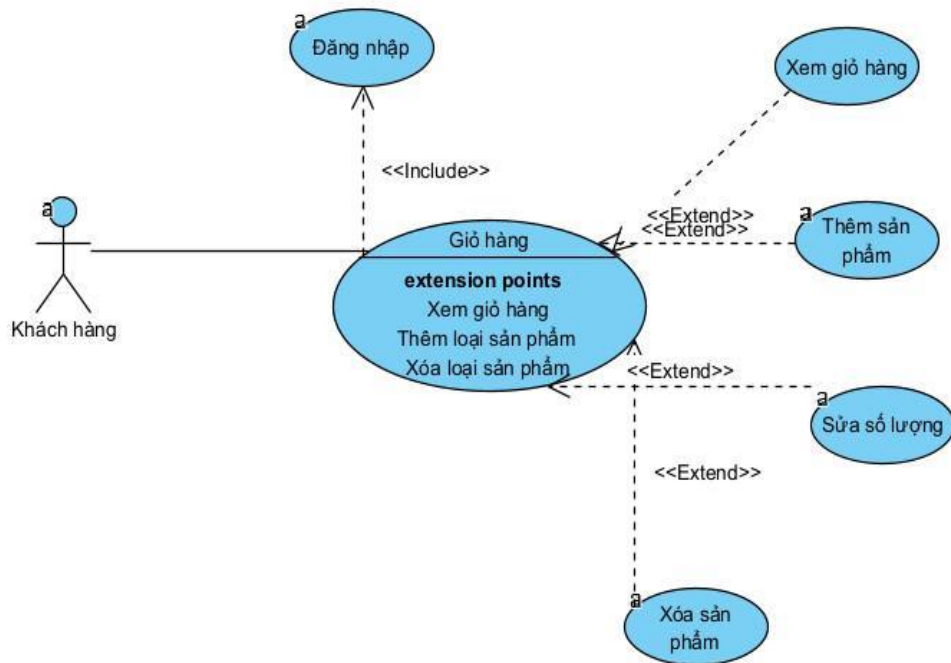 a
Đăng nhập
Xem giỏ hàng
<<Include>>
a
Khách hàng
Giỏ hàng
extension points
Xem giỏ hàng
Thêm loại sản phẩm
Xóa loại sản phẩm
<<Extend>>
<<Extend>>
a
Thêm sản
phẩm
<<Extend>>
a
Sửa số lượng
<<Extend>>
a
Xóa sản
phẩm